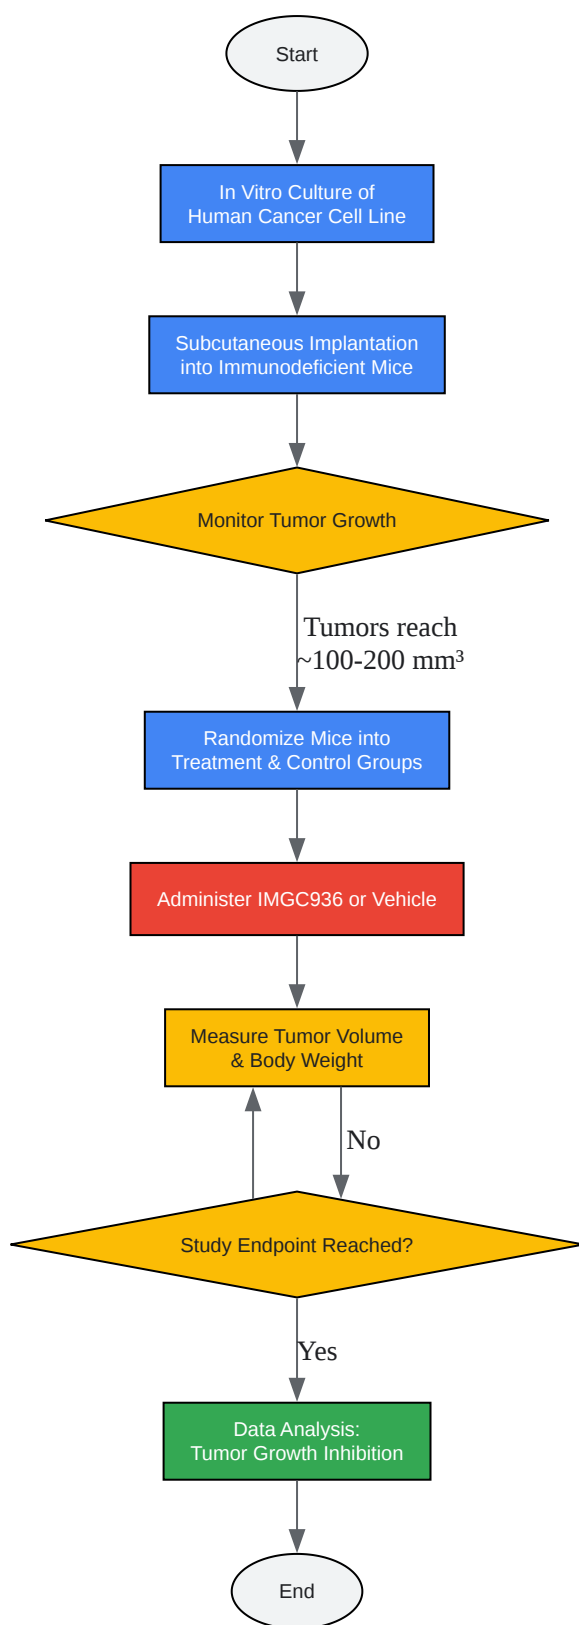 Start
In Vitro Culture of
Human Cancer Cell Line
Subcutaneous Implantation
into Immunodeficient Mice
Monitor Tumor Growth
Tumors reach
~100-200 mm³
Randomize Mice into
Treatment & Control Groups
Administer IMGC936 or Vehicle
Measure Tumor Volume
& Body Weight
No
Study Endpoint Reached?
Yes
Data Analysis:
Tumor Growth Inhibition
End